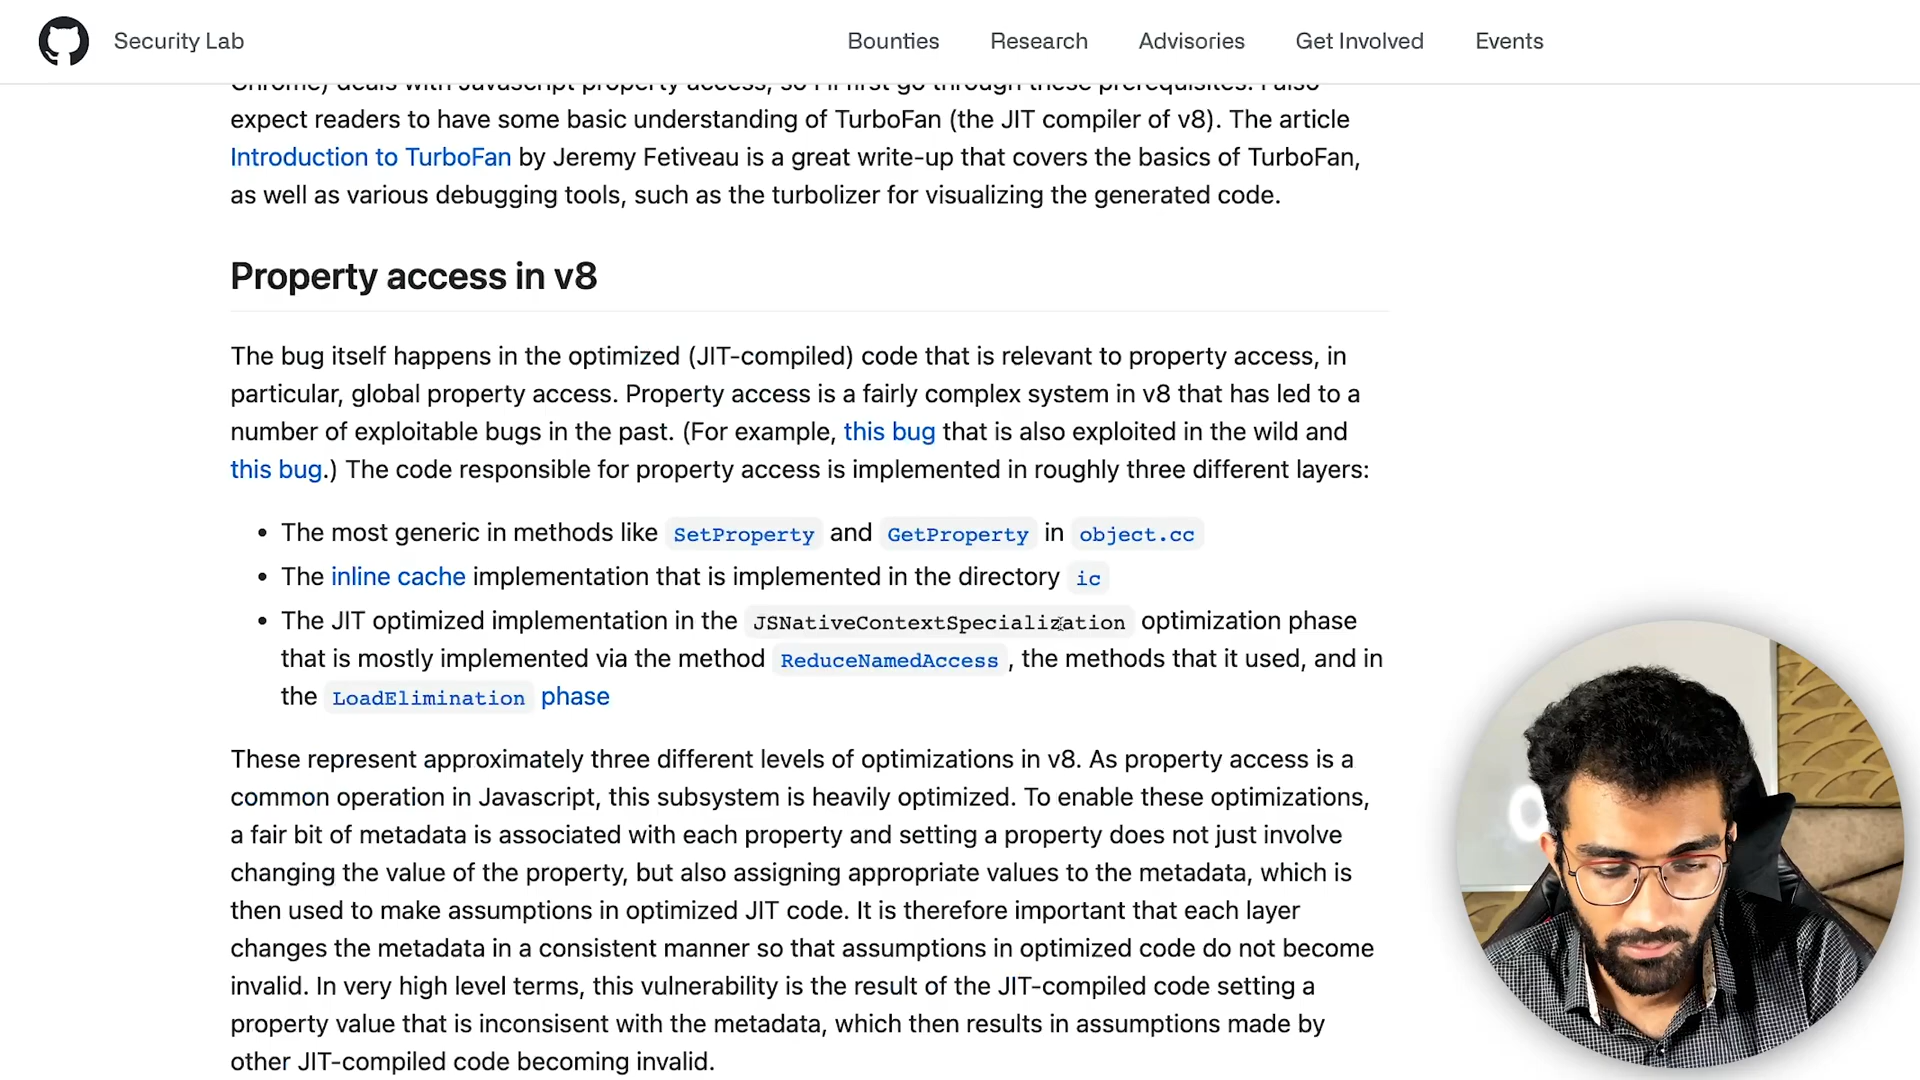 Security Lab
Bounties
Research
Advisories
Get Involved
Events
Chrome) deals with Javascript property access, so I'll first go through these prerequisites. I also
expect readers to have some basic understanding of TurboFan (the JIT compiler of v8). The article
Introduction to TurboFan by Jeremy Fetiveau is a great write-up that covers the basics of TurboFan,
as well as various debugging tools, such as the turbolizer for visualizing the generated code.
Property access in v8
The bug itself happens in the optimized (JIT-compiled) code that is relevant to property access, in
particular, global property access. Property access is a fairly complex system in v8 that has led to a
number of exploitable bugs in the past. (For example, this bug that is also exploited in the wild and
this bug.) The code responsible for property access is implemented in roughly three different layers:
• The most generic in methods like SetProperty and GetProperty in object.cc
• The inline cache implementation that is implemented in the directory ic
• The JIT optimized implementation in the JSNativeContextSpecialization optimization phase
that is mostly implemented via the method ReduceNamedAccess , the methods that it used, and in
the LoadElimination phase
These represent approximately three different levels of optimizations in v8. As property access is a
common operation in Javascript, this subsystem is heavily optimized. To enable these optimizations,
a fair bit of metadata is associated with each property and setting a property does not just involve
changing the value of the property, but also assigning appropriate values to the metadata, which is
then used to make assumptions in optimized JIT code. It is therefore important that each layer
changes the metadata in a consistent manner so that assumptions in optimized code do not become
invalid. In very high level terms, this vulnerability is the result of the JIT-compiled code setting a
property value that is inconsisent with the metadata, which then results in assumptions made by
other JIT-compiled code becoming invalid.